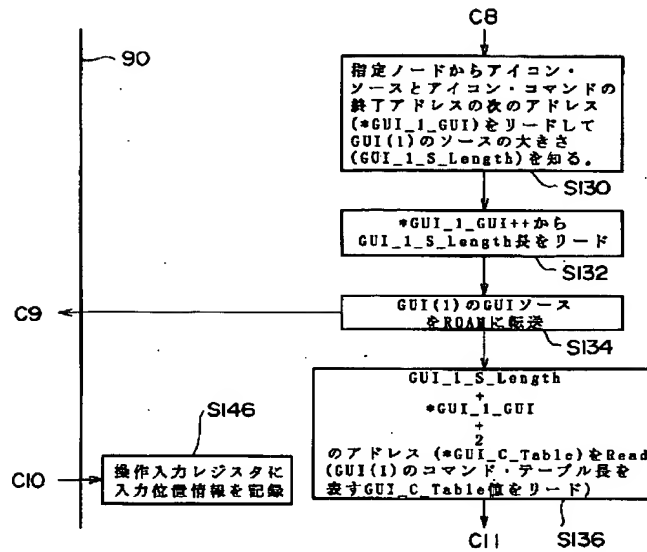 C8
90
指定ノードからアイコン・
ソースとアイコン・コマンドの
終了アドレスの次のアドレス
(*GUI_1_GUI)をリードして
GUI(1)のソースの大きさ
(GUI_1_S_Length)を知る。
S130
*GUI_1_GUI++から
GUI_1_S_Length長をリード
S132
C9
GUI(1)のGUIソース
をROAMに転送
S134
GUI_1_S_Length
+
*GUI_1_GUI
+
2
のアドレス (*GUI_C_Table)をRead
(GUI(1)のコマンド・テーブル長を
表すGUI_C_Table値をリード)
S136
S146
C10
操作入力レジスタに
入力位置情報を記録
C11